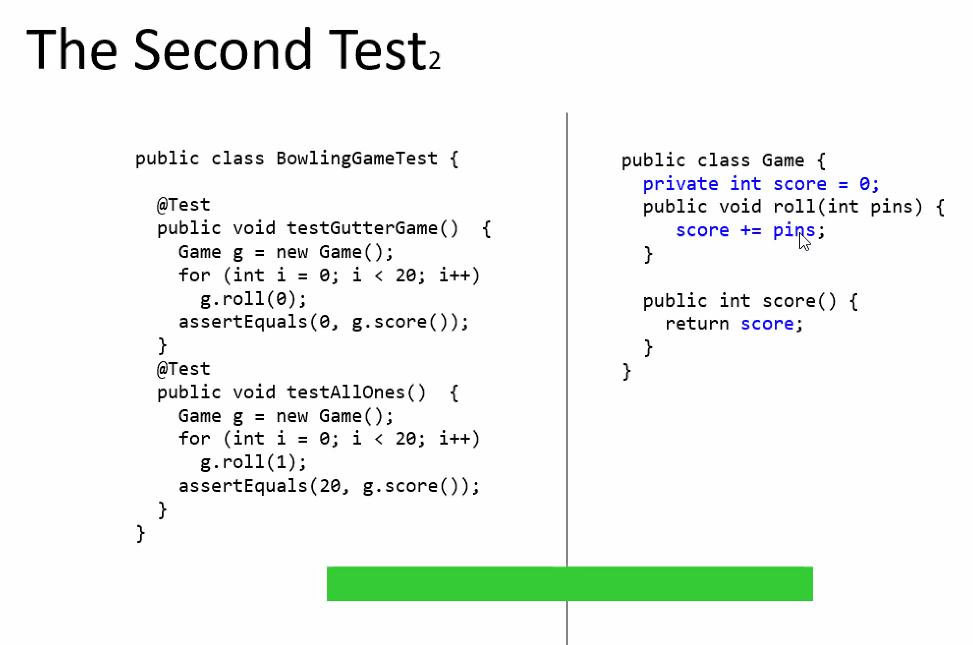 The Second Test2
public class BowlingGameTest {
@Test
public void testGutterGame() {
Game g = new Game();
for (int i = 0; i < 20; i++)
g.roll(0);
assertEquals(0, g.score());
}
@Test
public void testAllOnes() {
Game g = new Game();
for (int i = 0; i < 20; i++)
g.roll(1);
assertEquals(20, g.score());
}
}
public class Game {
private int score = 0;
public void roll(int pins) {
score += pins;
}
public int score() {
return score;
}
}